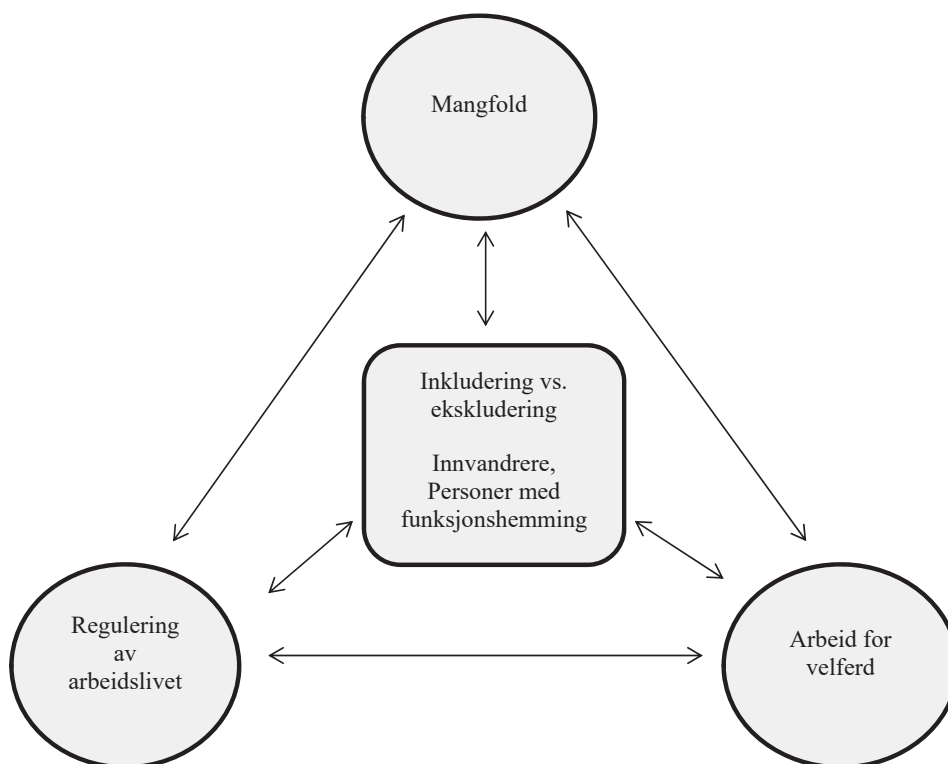 Mangfold
Inkludering vs.
ekskludering
Innvandrere,
Personer med
funksjonshemming
Regulering
av
arbeidslivet
Arbeid for
velferd